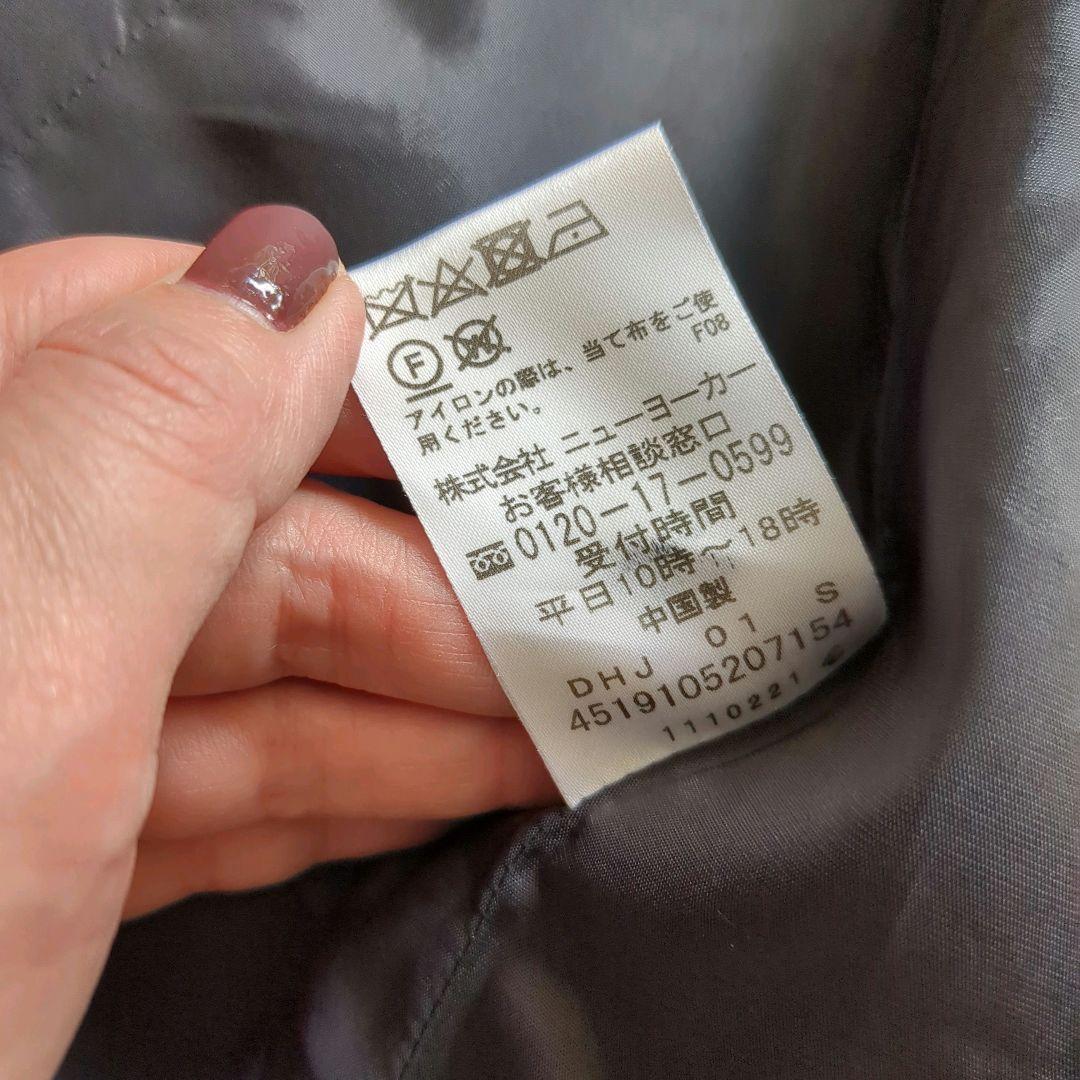 F W
アイロンの際は、当て布をご使
用ください。 F08
株式会社 ニューヨーカー
お客様相談窓口
0120-17-0599
受付時間
平日10時〜18時
中国製
DHJ 01 S
4519105207154
1110221